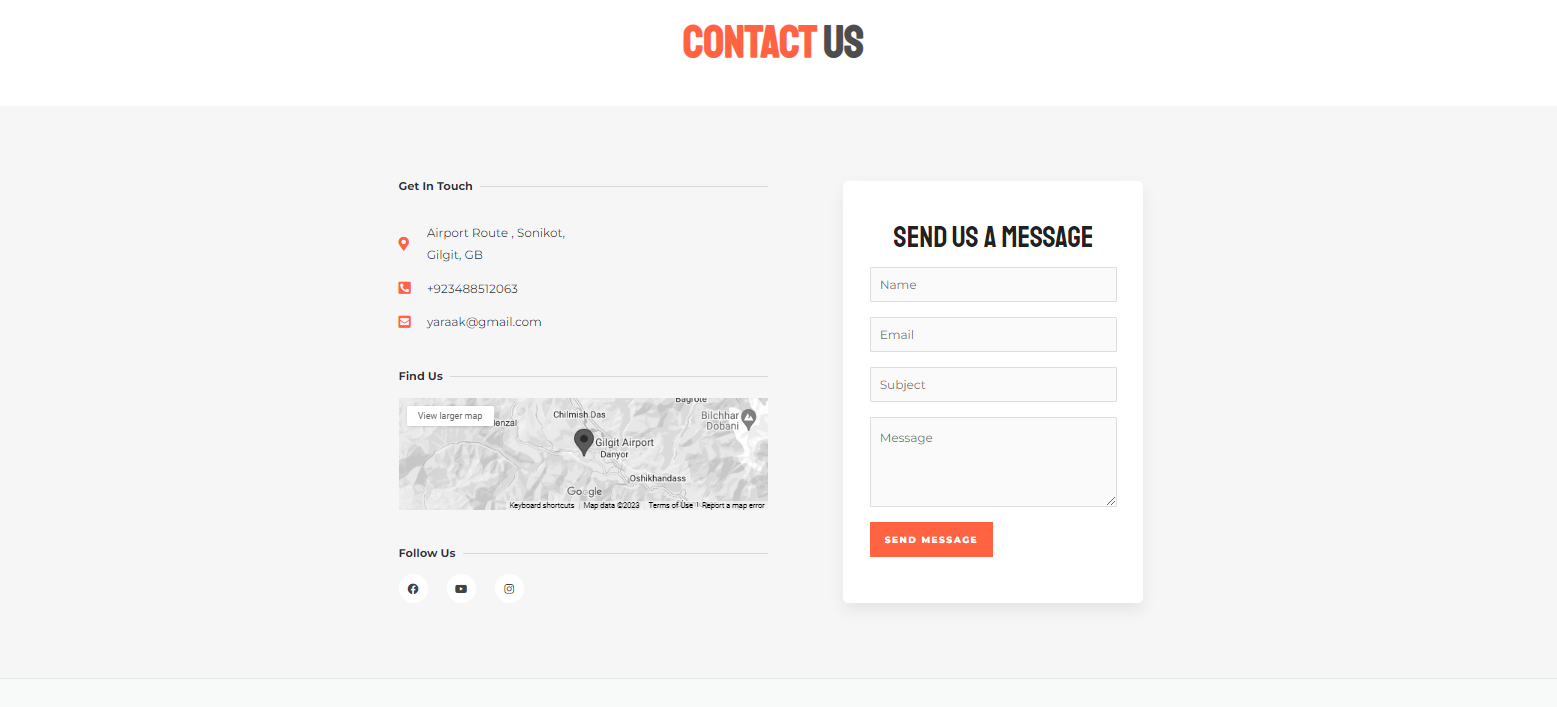 CONTACT US
Get In Touch
Airport Route , Sonikot,
Gilgit, GB
+923488512063
yaraak@gmail.com
Find Us
View larger map
Bagrote
Chilmish Das
Bilchhar
Dobani
Gilgit Airport
Danyor
Oshikhandass
Google
Keyboard shortcuts
Map data ©2023
Terms of Use
Report a map error
Follow Us
SEND US A MESSAGE
Name
Email
Subject
Message
SEND MESSAGE